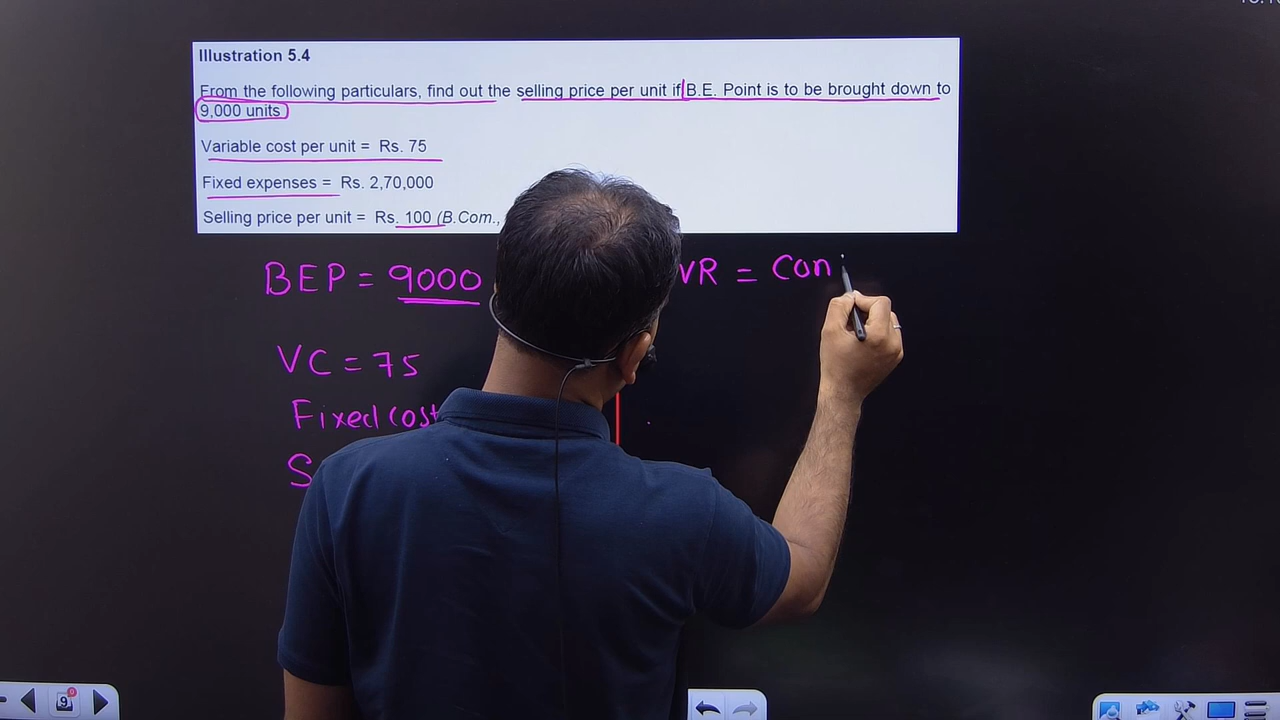 Illustration 5.4
From the following particulars, find out the selling price per unit if B.E. Point is to be brought down to
9,000 units
Variable cost per unit = Rs. 75
Fixed expenses = Rs. 2,70,000
Selling price per unit = Rs. 100 (B.Com.,
BEP = 9000 VR = Con
VC = 75
Fixed cost
S
9